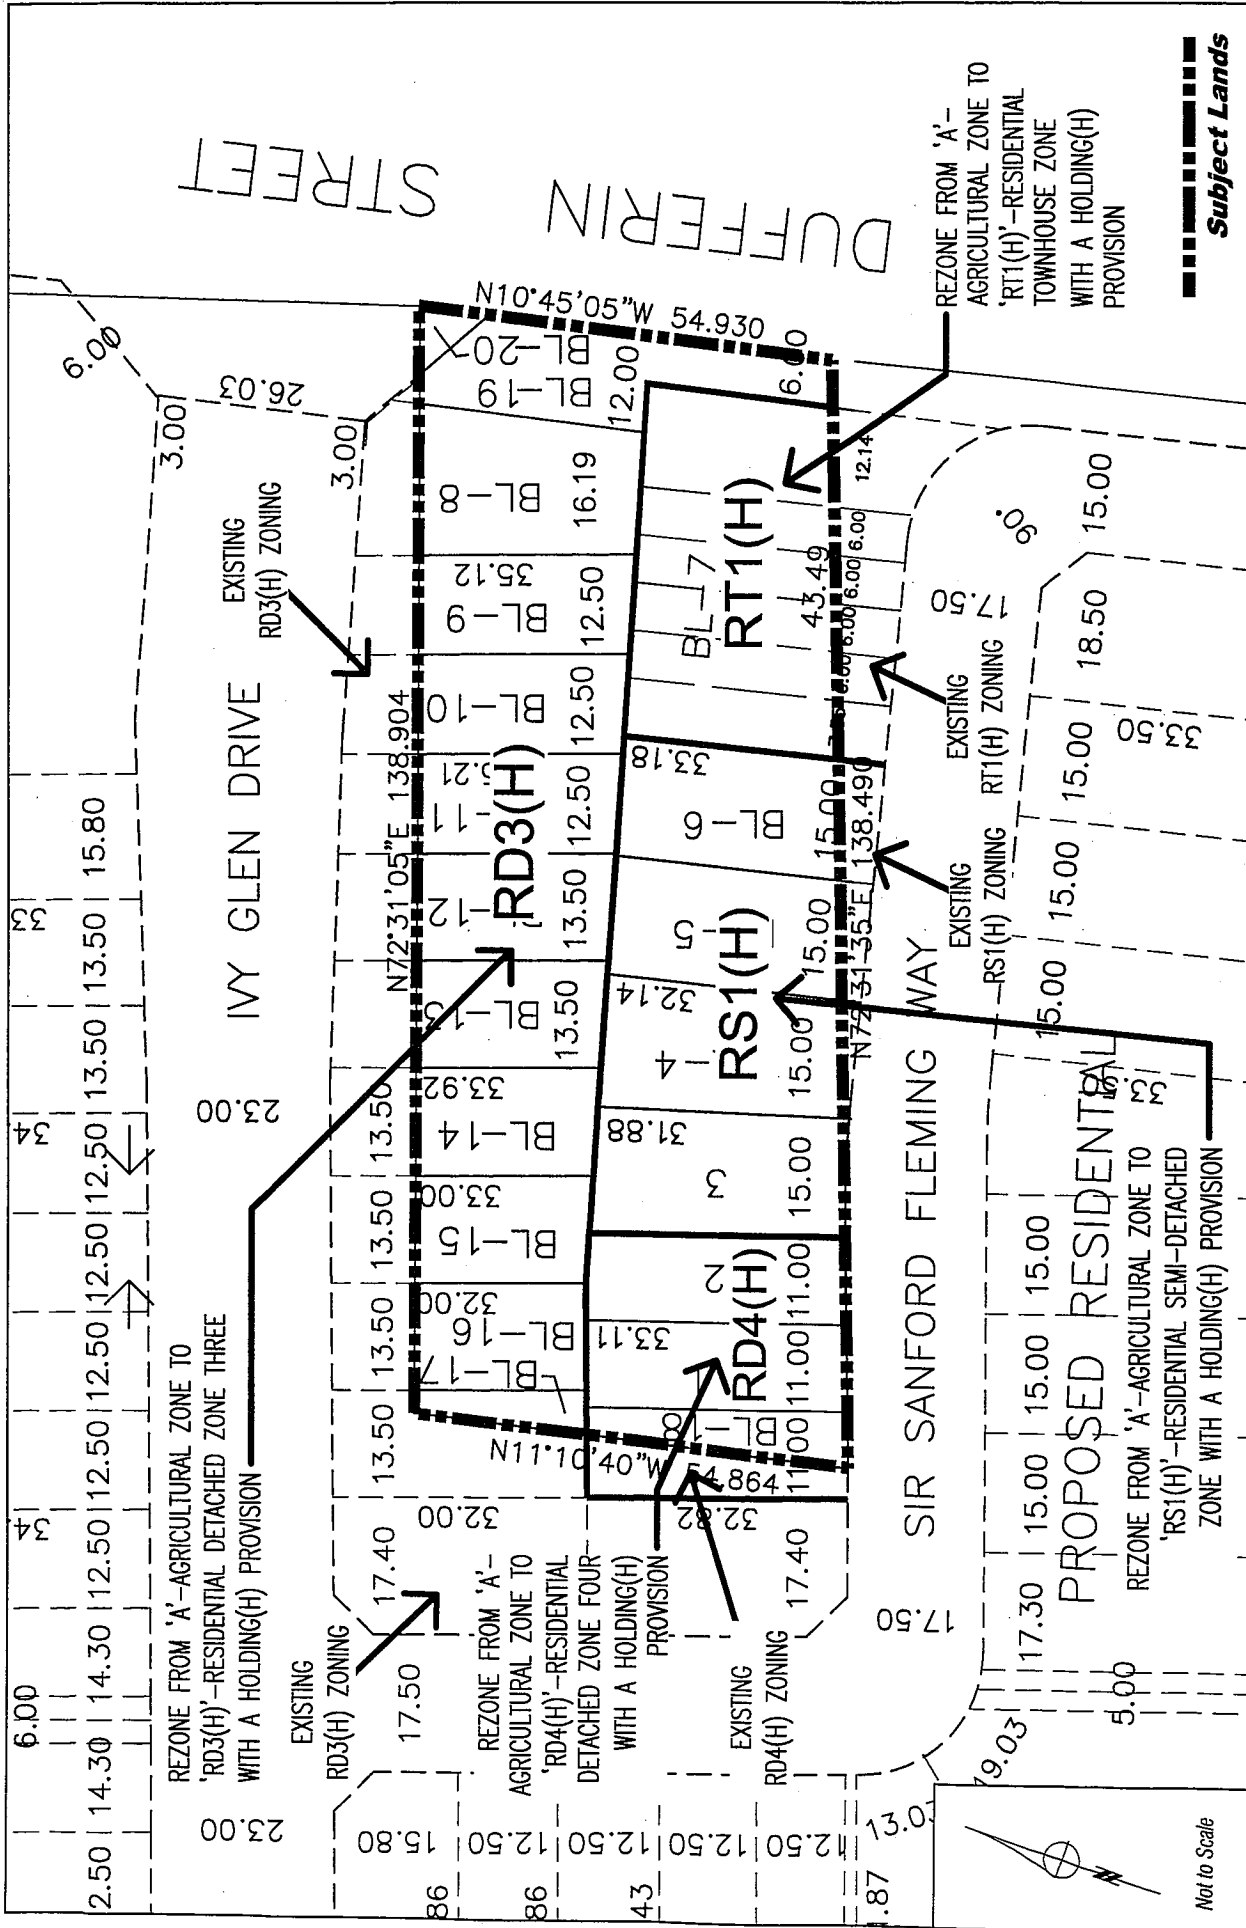 6.00
2.50
14.30
14.30
12.50
12.50
12.50
12.50
12.50
12.50
13.50
13.50
15.80
34
34
33
23.00
23.00
IVY GLEN DRIVE
26.03
6.00
3.00
3.00
DUFFERIN STREET
REZONE FROM 'A'-AGRICULTURAL ZONE TO
'RD3(H)'-RESIDENTIAL DETACHED ZONE THREE
WITH A HOLDING(H) PROVISION
EXISTING
RD3(H) ZONING
EXISTING
RD3(H) ZONING
17.50
17.40
32.00
13.50
13.50
13.50
13.50
N72°31'05"E 138.904
N10°45'05"W 54.930
BL-17
BL-16
32.00
BL-15
33.00
BL-14
33.92
BL-13
13.50
13.50
RD3(H)
12.50
BL-10
12.50
BL-9
35.12
12.50
BL-8
16.19
BL-19
BL-20
12.00
6.00
REZONE FROM 'A'-
AGRICULTURAL ZONE TO
'RD4(H)'-RESIDENTIAL
DETACHED ZONE FOUR
WITH A HOLDING(H)
PROVISION
EXISTING
RD4(H) ZONING
N11°10'40"W 54.864
32.82
17.40
BL-18
11.00
11.00
11.00
33.11
2
RD4(H)
3
31.88
15.00
15.00
32.14
RS1(H)
15.00
BL-6
15.00
33.18
BL-7
RT1(H)
43.49
6.00
6.00
6.00
12.14
N72°31'35"E 138.490
REZONE FROM 'A'-
AGRICULTURAL ZONE TO
'RT1(H)'-RESIDENTIAL
TOWNHOUSE ZONE
WITH A HOLDING(H)
PROVISION
EXISTING
RS1(H) ZONING
EXISTING
RT1(H) ZONING
SIR SANFORD FLEMING WAY
17.50
17.50
90°
15.80
12.50
12.50
12.50
12.50
86
86
43
13.03
19.03
5.00
17.30
15.00
15.00
15.00
15.00
15.00
15.00
18.50
15.00
33.50
PROPOSED RESIDENTIAL
REZONE FROM 'A'-AGRICULTURAL ZONE TO
'RS1(H)'-RESIDENTIAL SEMI-DETACHED
ZONE WITH A HOLDING(H) PROVISION
Not to Scale
Subject Lands